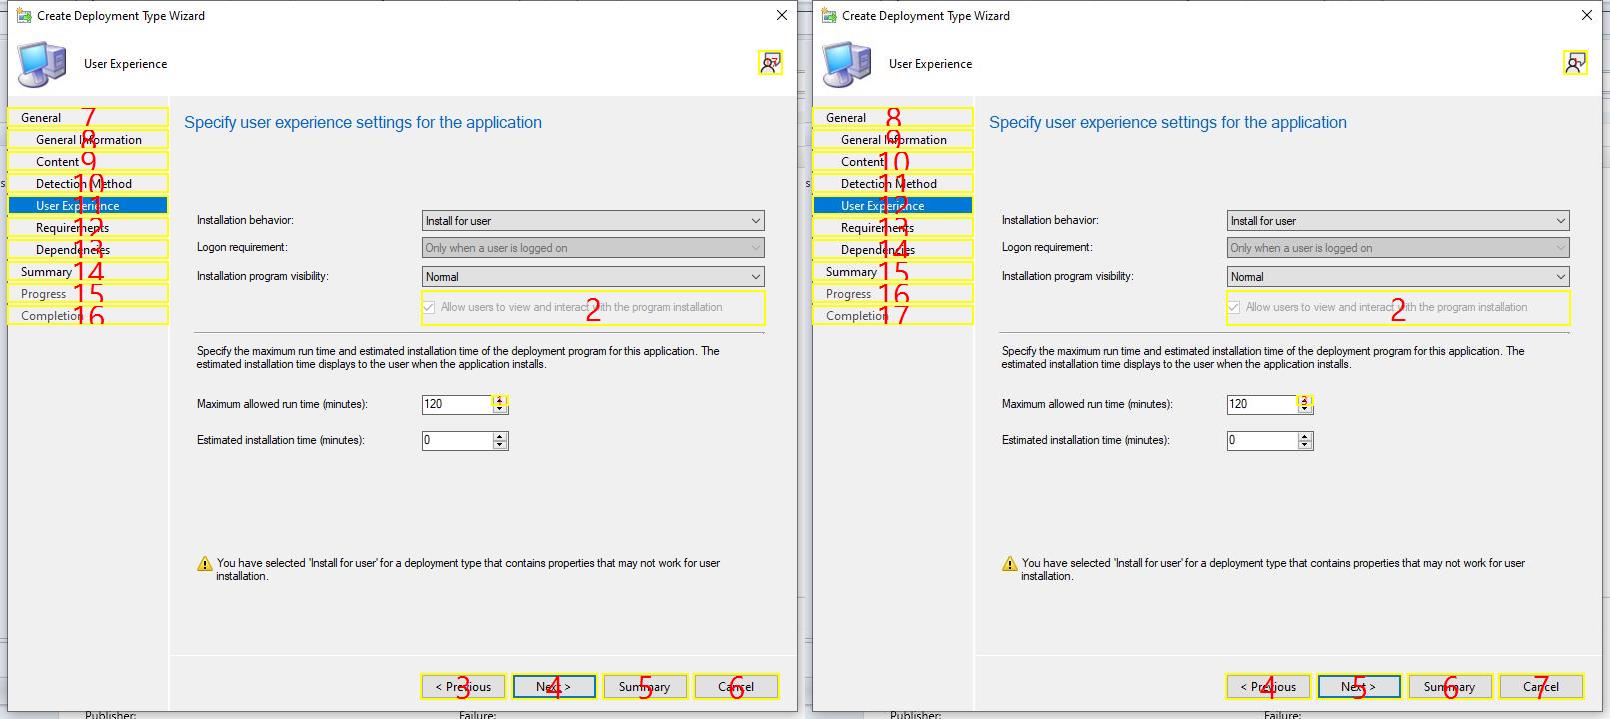 Create Deployment Type Wizard
User Experience
17
General 7
General Information 8
Content 9
Detection Method 10
User Experience 11
Requirements 12
Dependencies 13
Summary 14
Progress 15
Completion 16
Specify user experience settings for the application
Installation behavior: Install for user
Logon requirement: Only when a user is logged on
Installation program visibility: Normal
Allow users to view and interact with the program installation 2
Specify the maximum run time and estimated installation time of the deployment program for this application. The
estimated installation time displays to the user when the application installs.
Maximum allowed run time (minutes): 120
Estimated installation time (minutes): 0
You have selected 'Install for user' for a deployment type that contains properties that may not work for user
installation.
< Previous 3 Next > 4 Summary 5 Cancel 6
Publisher: Failure:
Create Deployment Type Wizard
User Experience
General 8
General Information 9
Content 10
Detection Method 11
User Experience 12
Requirements 13
Dependencies 14
Summary 15
Progress 16
Completion 17
Specify user experience settings for the application
Installation behavior: Install for user
Logon requirement: Only when a user is logged on
Installation program visibility: Normal
Allow users to view and interact with the program installation 2
Specify the maximum run time and estimated installation time of the deployment program for this application. The
estimated installation time displays to the user when the application installs.
Maximum allowed run time (minutes): 120 3
Estimated installation time (minutes): 0
You have selected 'Install for user' for a deployment type that contains properties that may not work for user
installation.
< Previous 4 Next > 5 Summary 6 Cancel 7
Publisher: Failure: